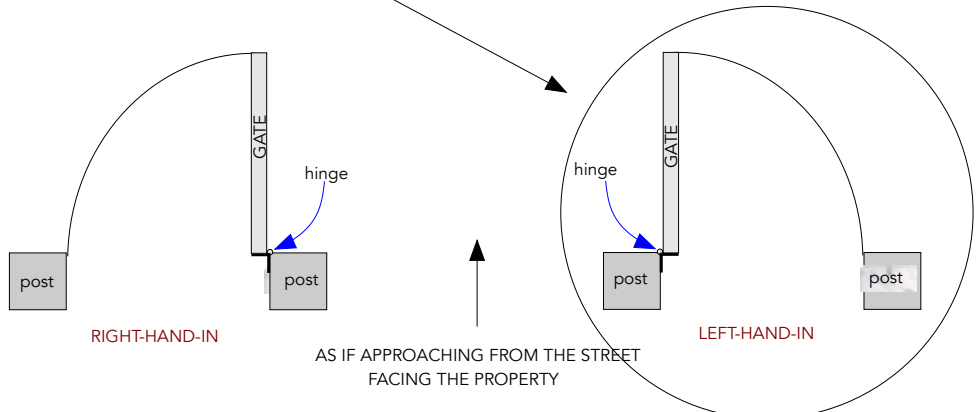 GATE
hinge
post
post
RIGHT-HAND-IN
AS IF APPROACHING FROM THE STREET
FACING THE PROPERTY
GATE
hinge
post
post
LEFT-HAND-IN